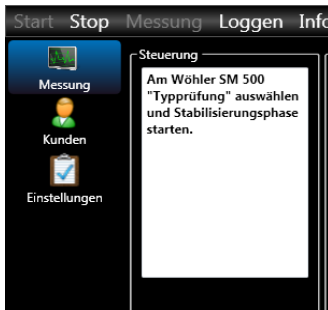 Start Stop Messung Loggen Info
Messung
Kunden
Einstellungen
Steuerung
Am Wöhler SM 500
"Typprüfung" auswählen
und Stabilisierungsphase
starten.